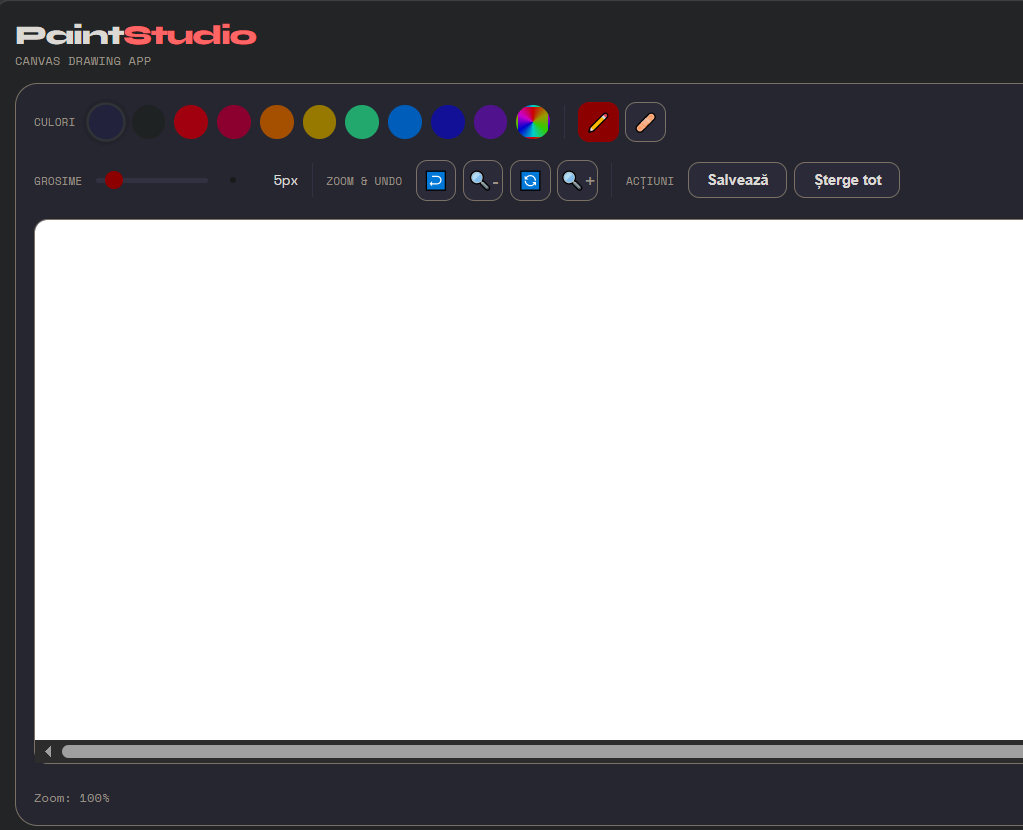 PaintStudio
CANVAS DRAWING APP
CULORI
GROSIME 5px ZOOM & UNDO - + ACȚIUNI Salvează Șterge tot
Zoom: 100%